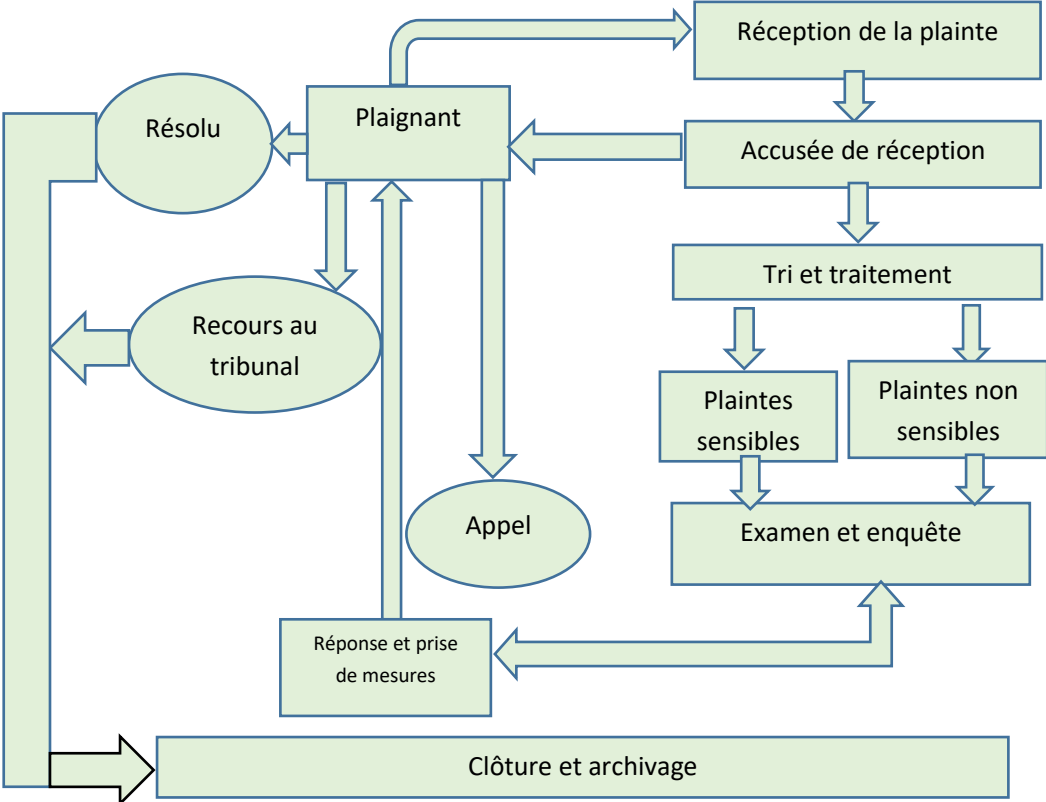 Réception de la plainte
Résolu
Plaignant
Accusée de réception
Tri et traitement
Recours au
tribunal
Plaintes
sensibles
Plaintes non
sensibles
Appel
Examen et enquête
Réponse et prise
de mesures
Clôture et archivage